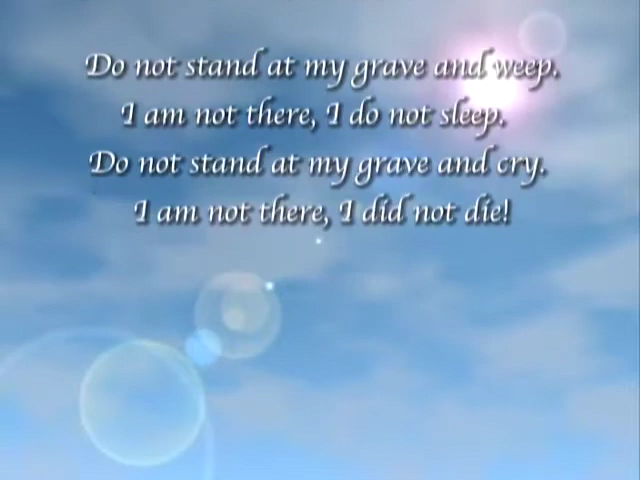 Do not stand at my grave and weep.
I am not there, I do not sleep.
Do not stand at my grave and cry.
I am not there, I did not die!